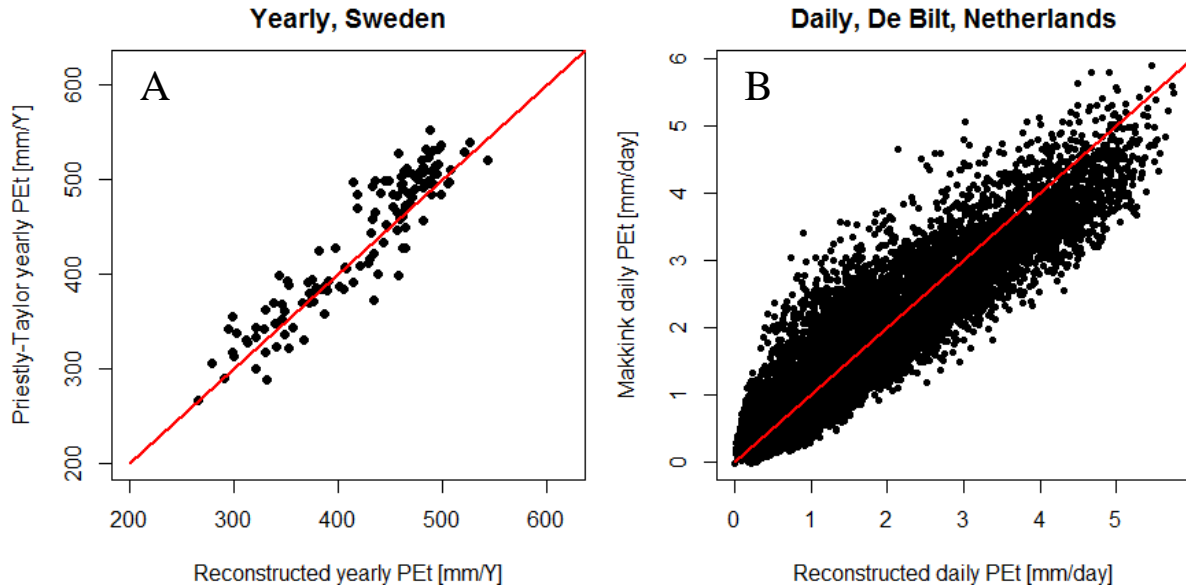 Yearly, Sweden
A
Priestly-Taylor yearly PEt [mm/Y]
600
500
400
300
200
200 300 400 500 600
Reconstructed yearly PEt [mm/Y]
Daily, De Bilt, Netherlands
B
Makkink daily PEt [mm/day]
6
5
4
3
2
1
0
0 1 2 3 4 5
Reconstructed daily PEt [mm/day]